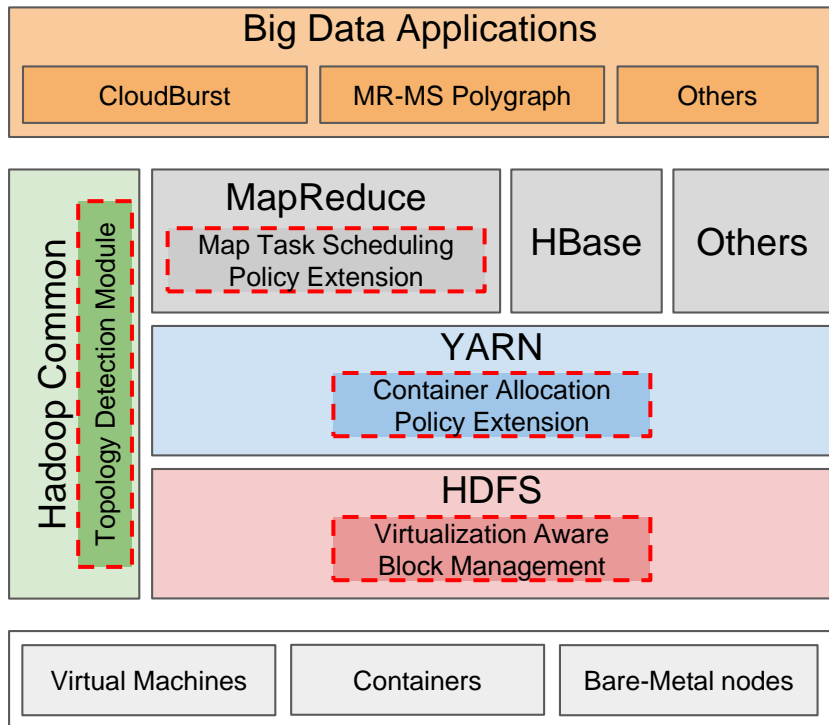 Big Data Applications
CloudBurst
MR-MS Polygraph
Others
Hadoop Common
Topology Detection Module
MapReduce
Map Task Scheduling
Policy Extension
HBase
Others
YARN
Container Allocation
Policy Extension
HDFS
Virtualization Aware
Block Management
Virtual Machines
Containers
Bare-Metal nodes